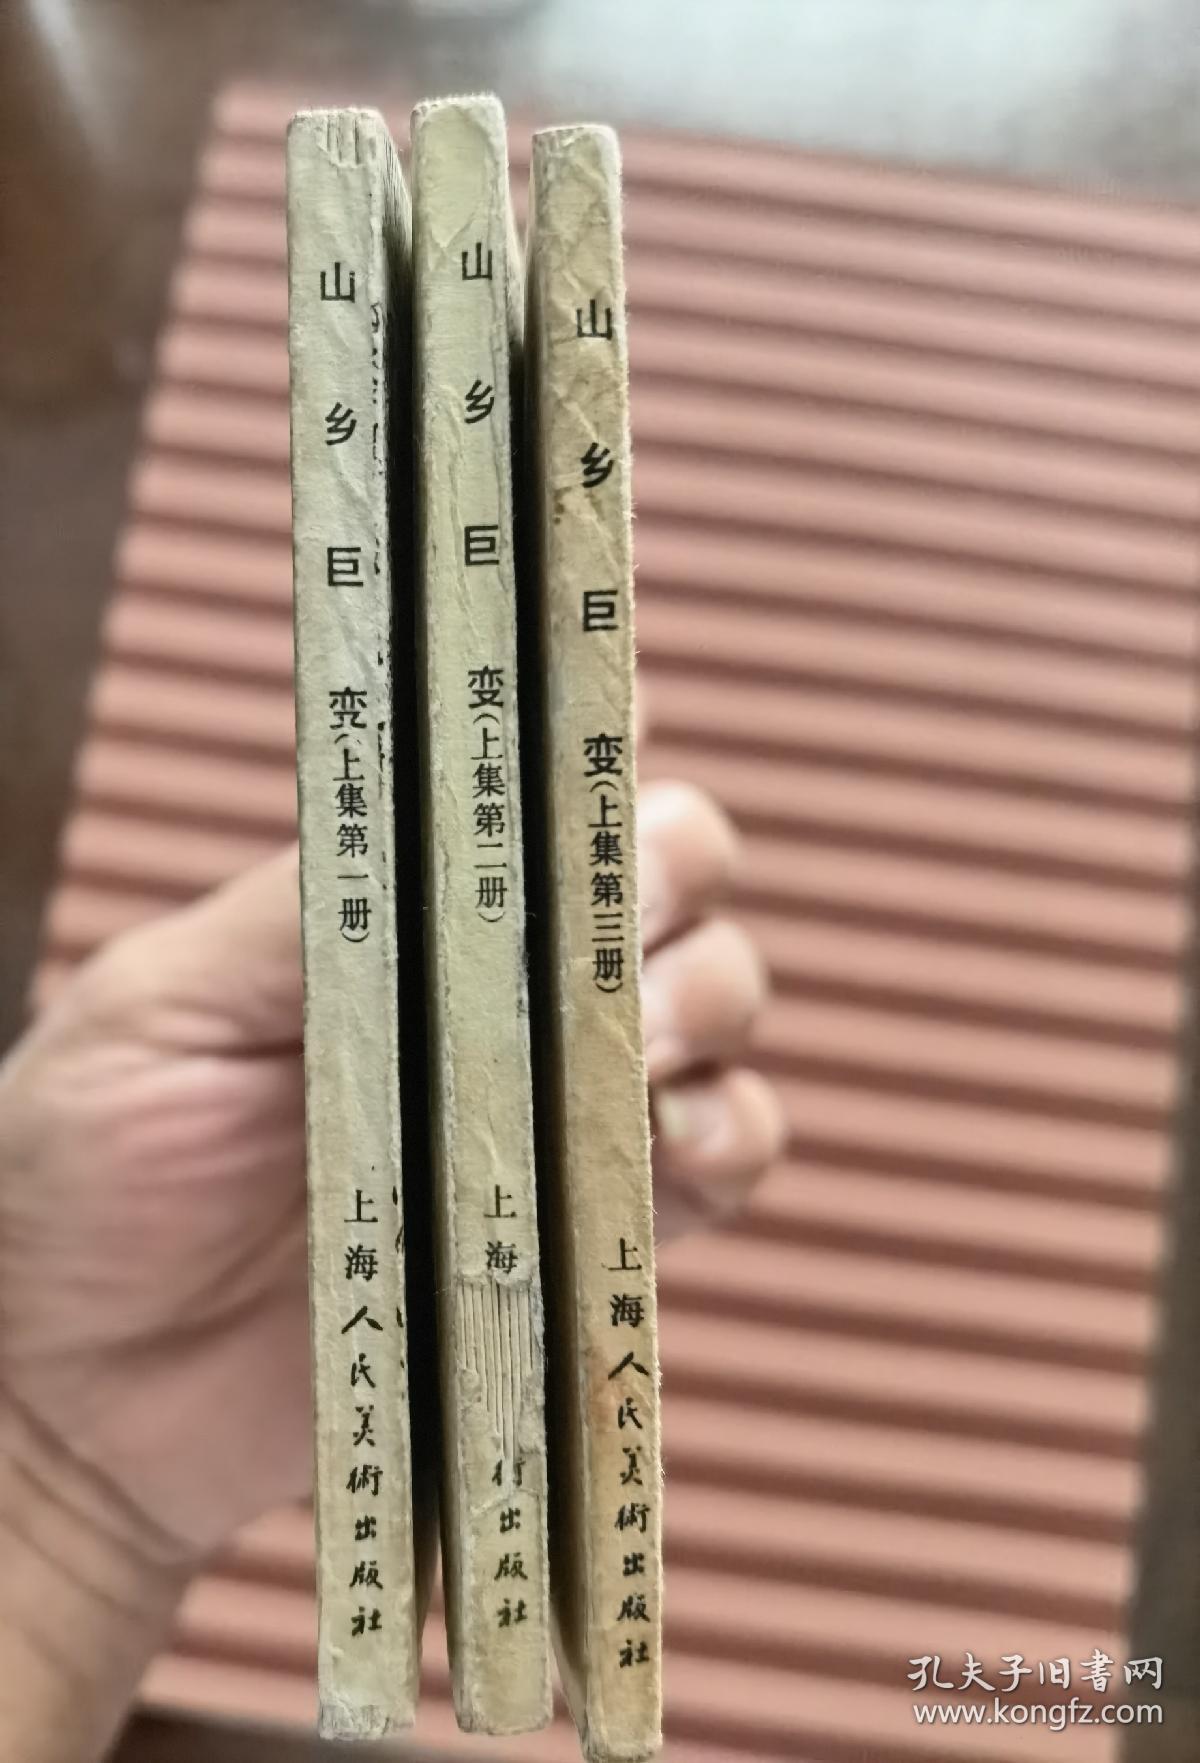 山乡巨变(上集第一册)
上海人民美術出版社
山乡巨变(上集第二册)
上海
術出版社
山乡巨变(上集第三册)
上海人民美術出版社
孔夫子旧書网
www.kongfz.com